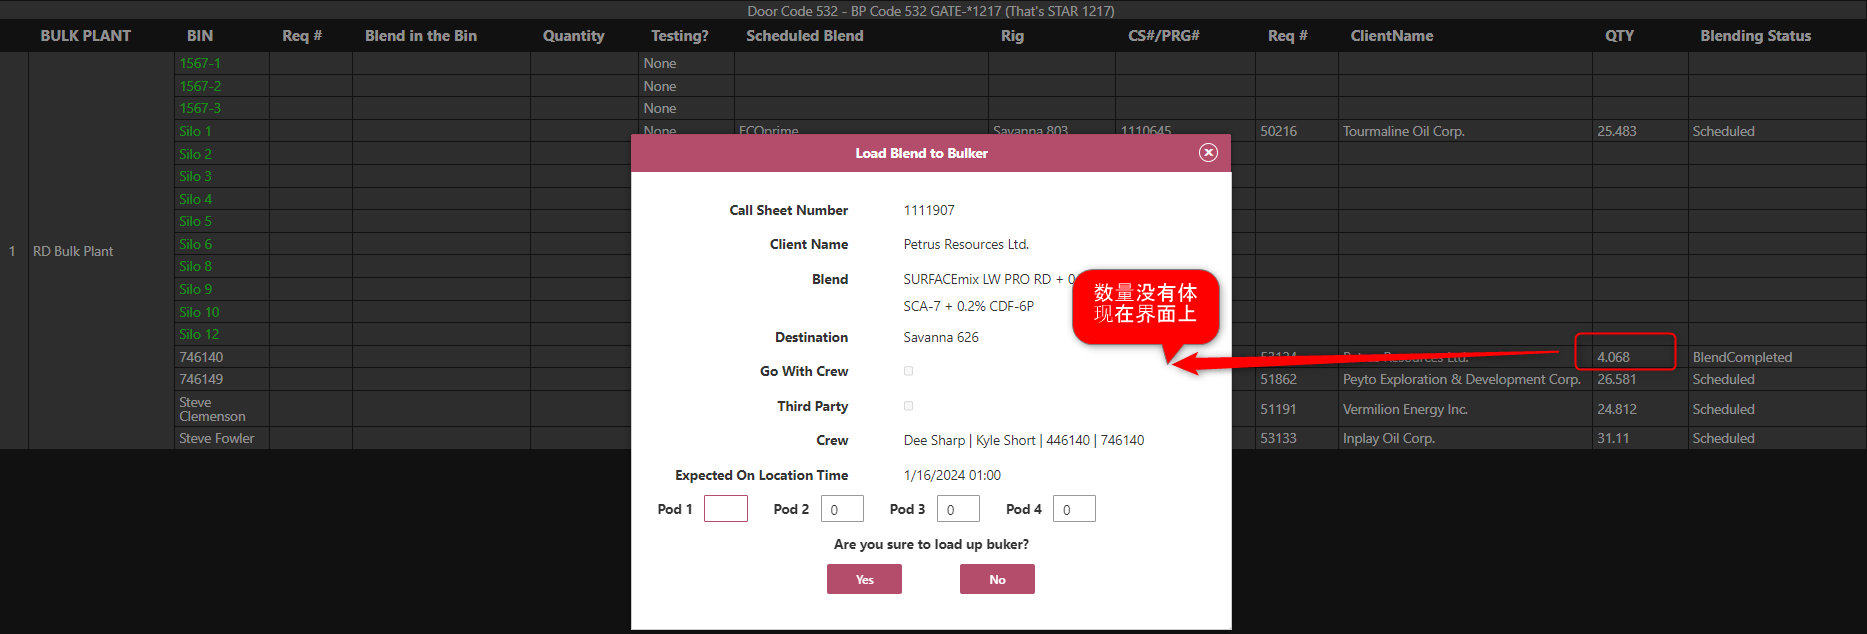 Door Code 532 - BP Code 532 GATE-*1217 (That's STAR 1217)
BULK PLANT BIN Req # Blend in the Bin Quantity Testing? Scheduled Blend Rig CS#/PRG# Req # ClientName QTY Blending Status
1567-1 None
1567-2 None
1567-3 None
Silo 1 None ECOprime Savanna 803 1110645 50216 Tourmaline Oil Corp. 25.483 Scheduled
Silo 2
Silo 3
Silo 4
Silo 5
Silo 6
1 RD Bulk Plant
Silo 8
Silo 9
Silo 10
Silo 12
746140 53134 Petrus Resources Ltd. 4.068 BlendCompleted
746149 51862 Peyto Exploration & Development Corp. 26.581 Scheduled
Steve
Clemenson 51191 Vermilion Energy Inc. 24.812 Scheduled
Steve Fowler 53133 Inplay Oil Corp. 31.11 Scheduled
Load Blend to Bulker
Call Sheet Number 1111907
Client Name Petrus Resources Ltd.
Blend SURFACEmix LW PRO RD + 0
SCA-7 + 0.2% CDF-6P
Destination Savanna 626
Go With Crew
Third Party
Crew Dee Sharp | Kyle Short | 446140 | 746140
Expected On Location Time 1/16/2024 01:00
Pod 1 Pod 2 0 Pod 3 0 Pod 4 0
Are you sure to load up buker?
Yes No
数量没有体
现在界面上